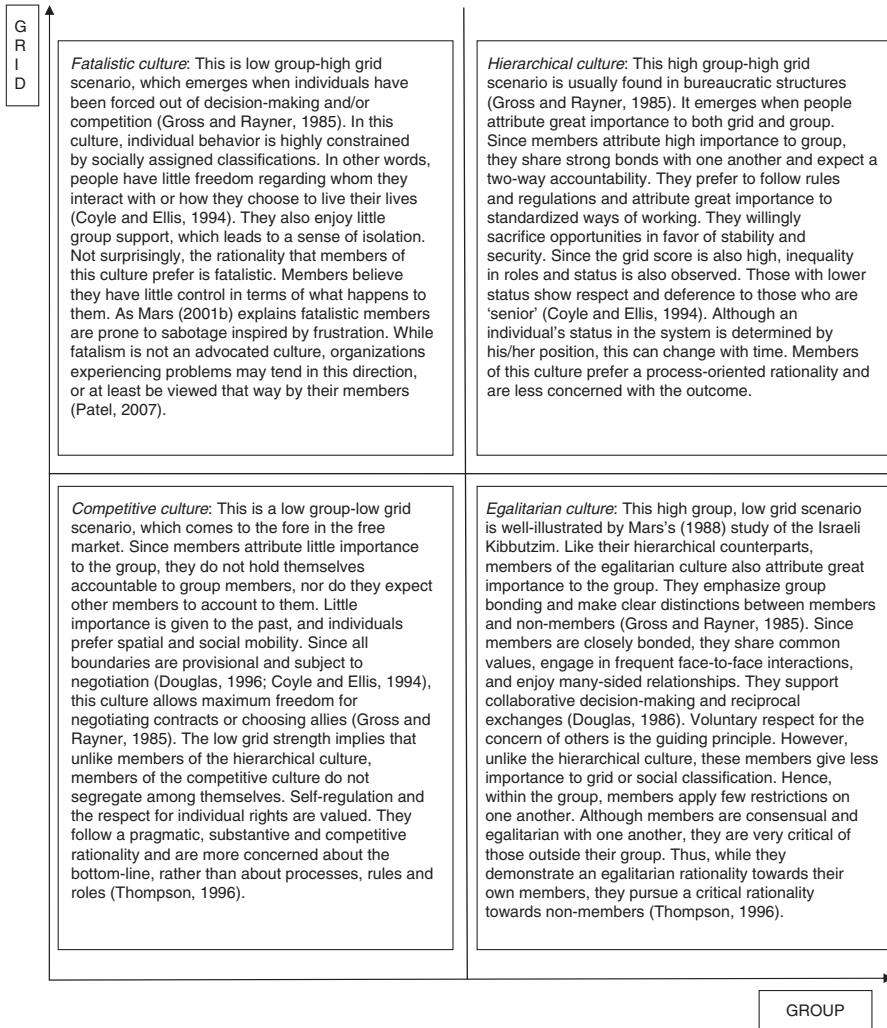 G
R
I
D
Fatalistic culture: This is low group-high grid
scenario, which emerges when individuals have
been forced out of decision-making and/or
competition (Gross and Rayner, 1985). In this
culture, individual behavior is highly constrained
by socially assigned classifications. In other words,
people have little freedom regarding whom they
interact with or how they choose to live their lives
(Coyle and Ellis, 1994). They also enjoy little
group support, which leads to a sense of isolation.
Not surprisingly, the rationality that members of
this culture prefer is fatalistic. Members believe
they have little control in terms of what happens to
them. As Mars (2001b) explains fatalistic members
are prone to sabotage inspired by frustration. While
fatalism is not an advocated culture, organizations
experiencing problems may tend in this direction,
or at least be viewed that way by their members
(Patel, 2007).
Hierarchical culture: This high group-high grid
scenario is usually found in bureaucratic structures
(Gross and Rayner, 1985). It emerges when people
attribute great importance to both grid and group.
Since members attribute high importance to group,
they share strong bonds with one another and expect a
two-way accountability. They prefer to follow rules
and regulations and attribute great importance to
standardized ways of working. They willingly
sacrifice opportunities in favor of stability and
security. Since the grid score is also high, inequality
in roles and status is also observed. Those with lower
status show respect and deference to those who are
‘senior’ (Coyle and Ellis, 1994). Although an
individual’s status in the system is determined by
his/her position, this can change with time. Members
of this culture prefer a process-oriented rationality and
are less concerned with the outcome.
Competitive culture: This is a low group-low grid
scenario, which comes to the fore in the free
market. Since members attribute little importance
to the group, they do not hold themselves
accountable to group members, nor do they expect
other members to account to them. Little
importance is given to the past, and individuals
prefer spatial and social mobility. Since all
boundaries are provisional and subject to
negotiation (Douglas, 1996; Coyle and Ellis, 1994),
this culture allows maximum freedom for
negotiating contracts or choosing allies (Gross and
Rayner, 1985). The low grid strength implies that
unlike members of the hierarchical culture,
members of the competitive culture do not
segregate among themselves. Self-regulation and
the respect for individual rights are valued. They
follow a pragmatic, substantive and competitive
rationality and are more concerned about the
bottom-line, rather than about processes, rules and
roles (Thompson, 1996).
Egalitarian culture: This high group, low grid scenario
is well-illustrated by Mars’s (1988) study of the Israeli
Kibbutzim. Like their hierarchical counterparts,
members of the egalitarian culture also attribute great
importance to the group. They emphasize group
bonding and make clear distinctions between members
and non-members (Gross and Rayner, 1985). Since
members are closely bonded, they share common
values, engage in frequent face-to-face interactions,
and enjoy many-sided relationships. They support
collaborative decision-making and reciprocal
exchanges (Douglas, 1986). Voluntary respect for the
concern of others is the guiding principle. However,
unlike the hierarchical culture, these members give less
importance to grid or social classification. Hence,
within the group, members apply few restrictions on
one another. Although members are consensual and
egalitarian with one another, they are very critical of
those outside their group. Thus, while they
demonstrate an egalitarian rationality towards their
own members, they pursue a critical rationality
towards non-members (Thompson, 1996).
GROUP